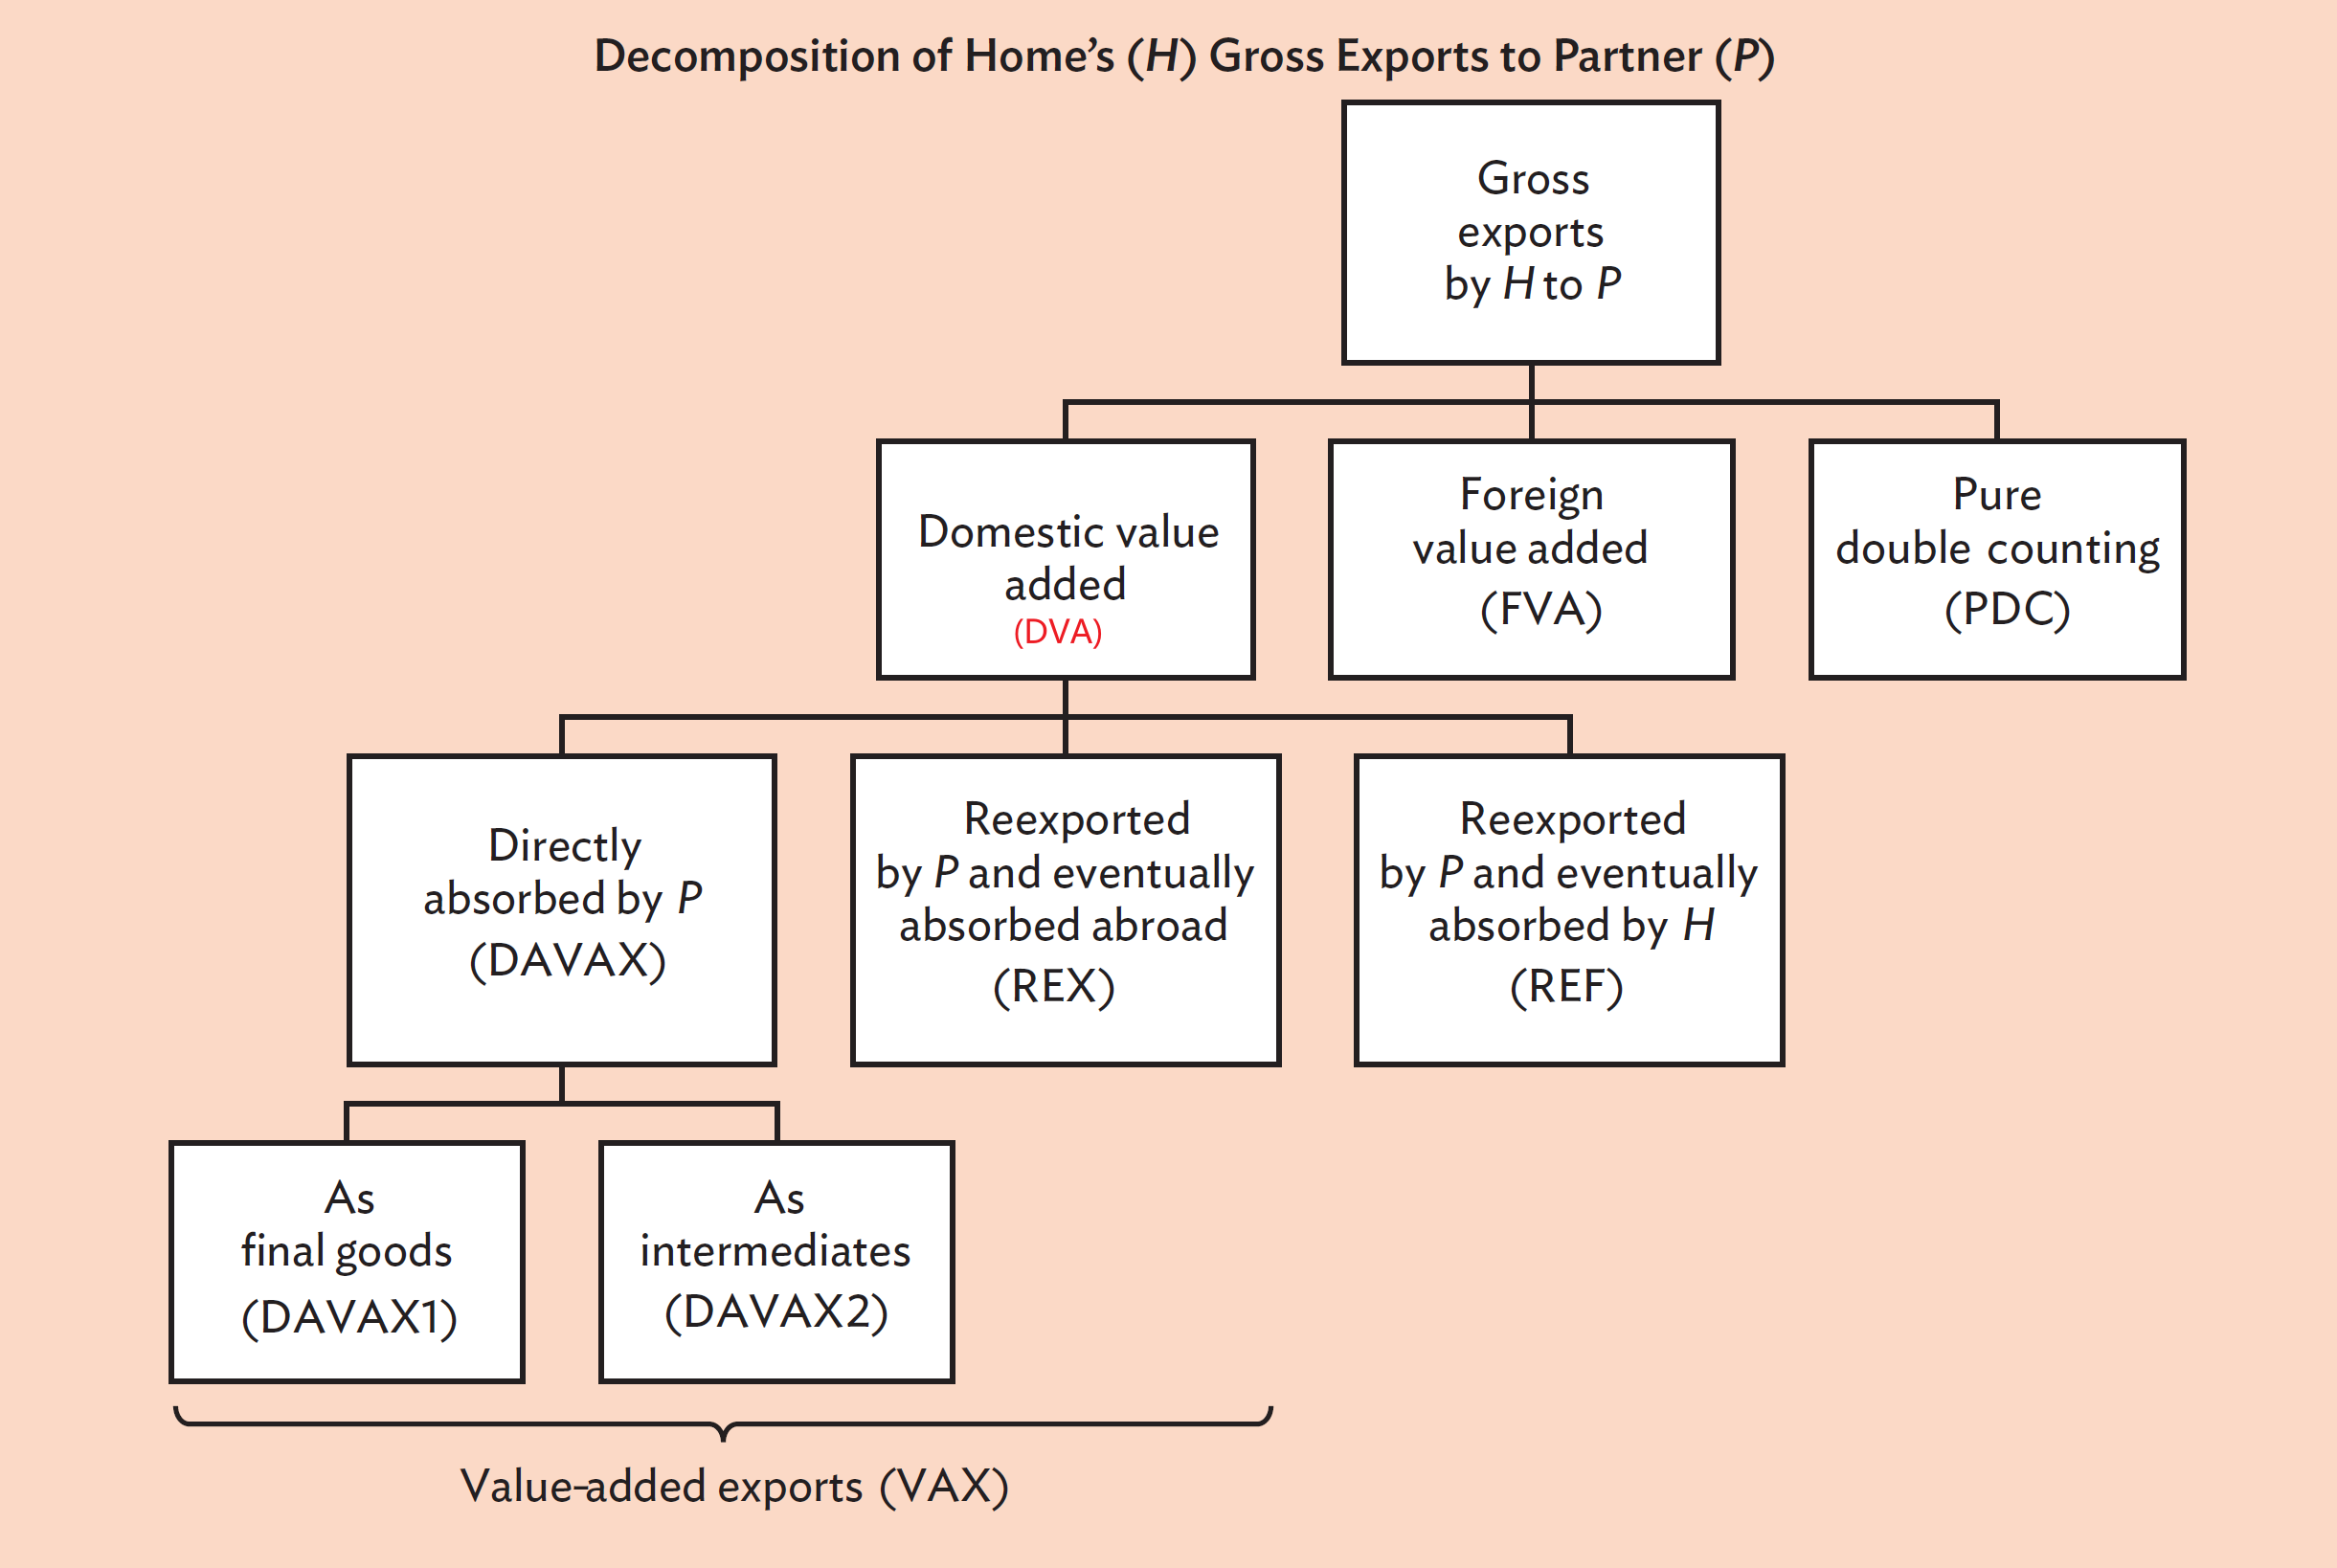 Decomposition of Home’s (H) Gross Exports to Partner (P)
Gross
exports
by H to P
Domestic value
added
(DVA)
Foreign
value added
(FVA)
Pure
double counting
(PDC)
Directly
absorbed by P
(DAVAX)
Reexported
by P and eventually
absorbed abroad
(REX)
Reexported
by P and eventually
absorbed by H
(REF)
As
final goods
(DAVAX1)
As
intermediates
(DAVAX2)
Value-added exports (VAX)